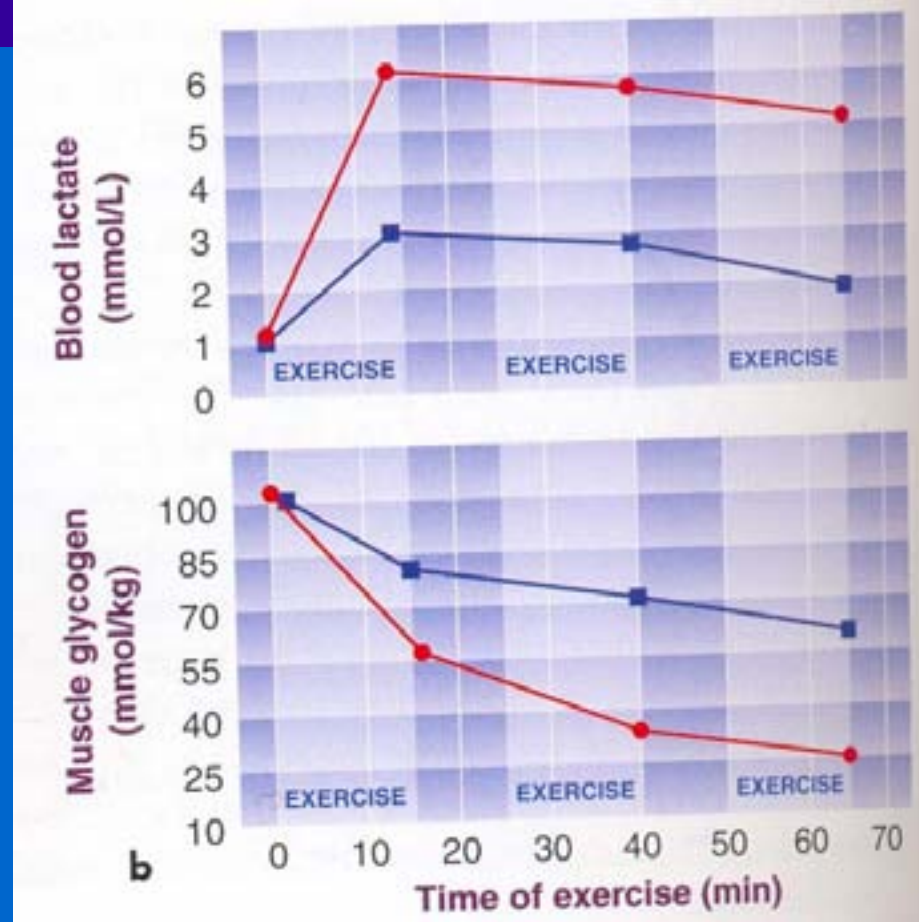 Blood lactate
(mmol/L)
6
5
4
3
2
1
0
EXERCISE EXERCISE EXERCISE
Muscle glycogen
(mmol/kg)
100
85
70
55
40
25
10
EXERCISE EXERCISE EXERCISE
0 10 20 30 40 50 60 70
b
Time of exercise (min)